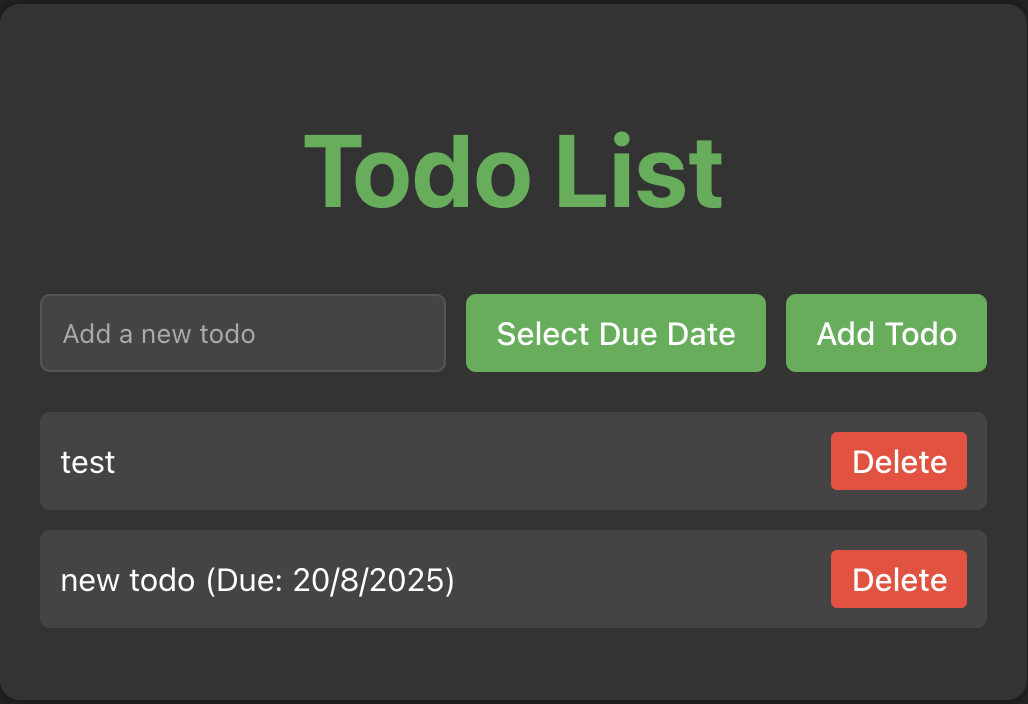 Todo List
Add a new todo Select Due Date Add Todo
test Delete
new todo (Due: 20/8/2025) Delete